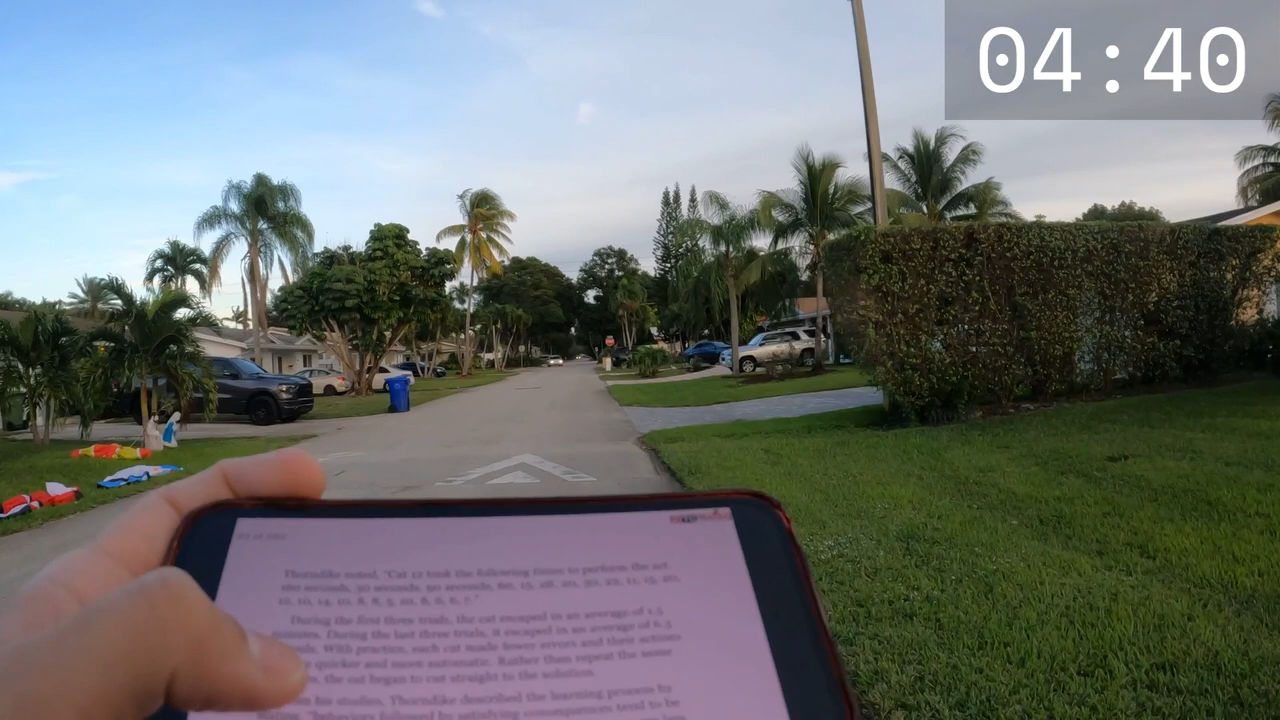 04:40
Thorndike noted, "Cat 12 took the following times to perform the act.
160 seconds, 30 seconds, 90 seconds, 60, 15, 28, 20, 30, 22, 11, 15, 20,
12, 10, 14, 10, 8, 8, 5, 10, 8, 6, 6, 7."
During the first three trials, the cat escaped in an average of 1.5
minutes. During the last three trials, it escaped in an average of 6.3
With practice, each cat made fewer errors and their actions
quicker and more automatic. Rather than repeat the same
the cat began to cut straight to the solution.
his studies, Thorndike described the learning process by
"behaviors followed by satisfying consequences tend to be